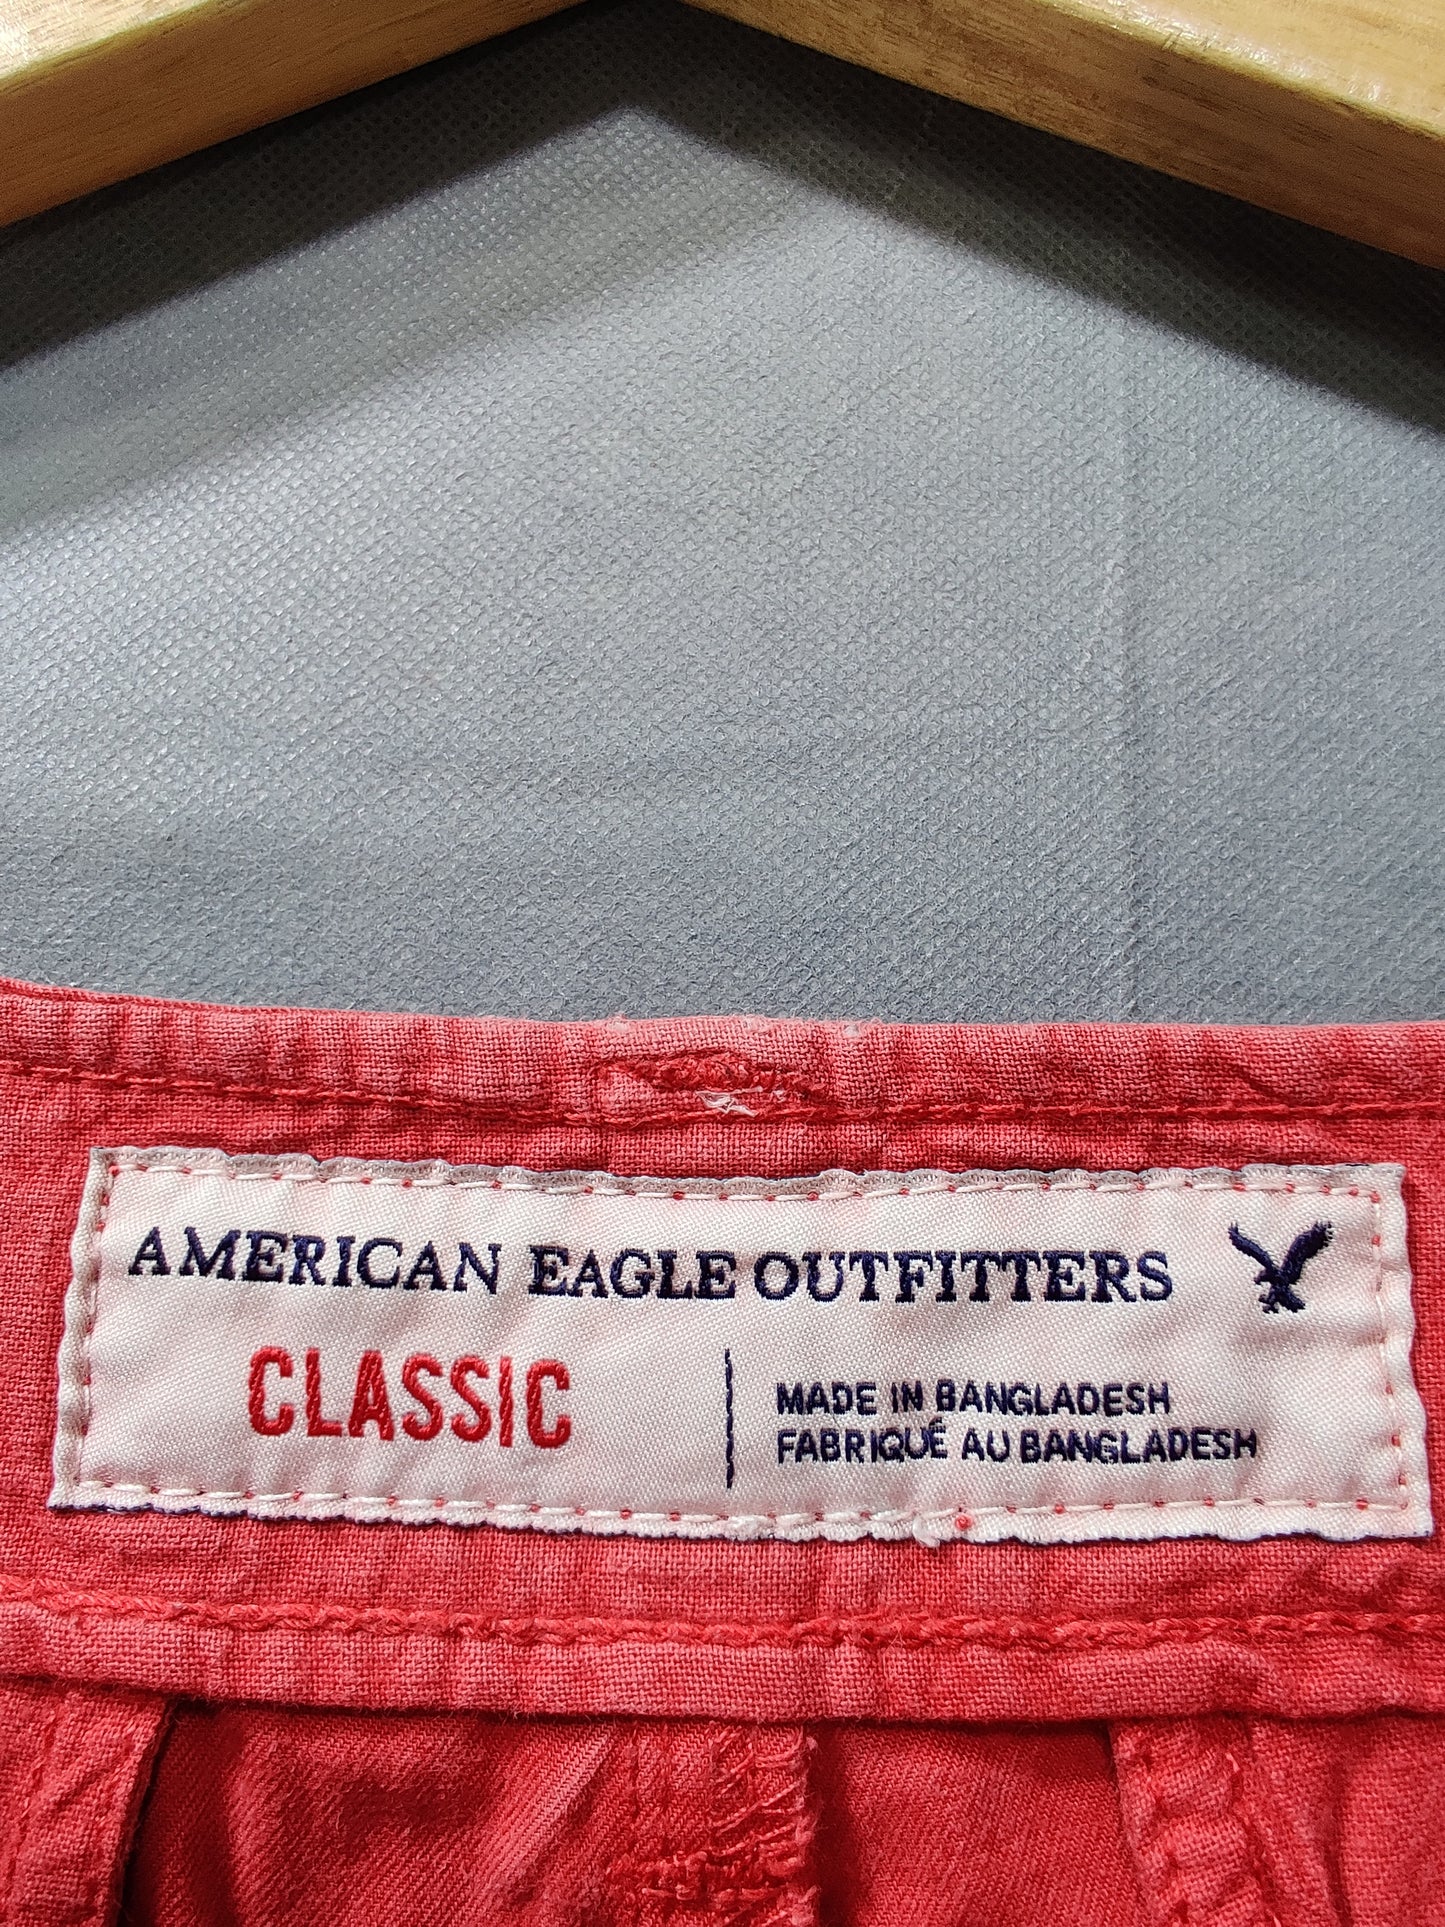 AMERICAN EAGLE OUTFITTERS
CLASSIC
MADE IN BANGLADESH
FABRIQUÉ AU BANGLADESH